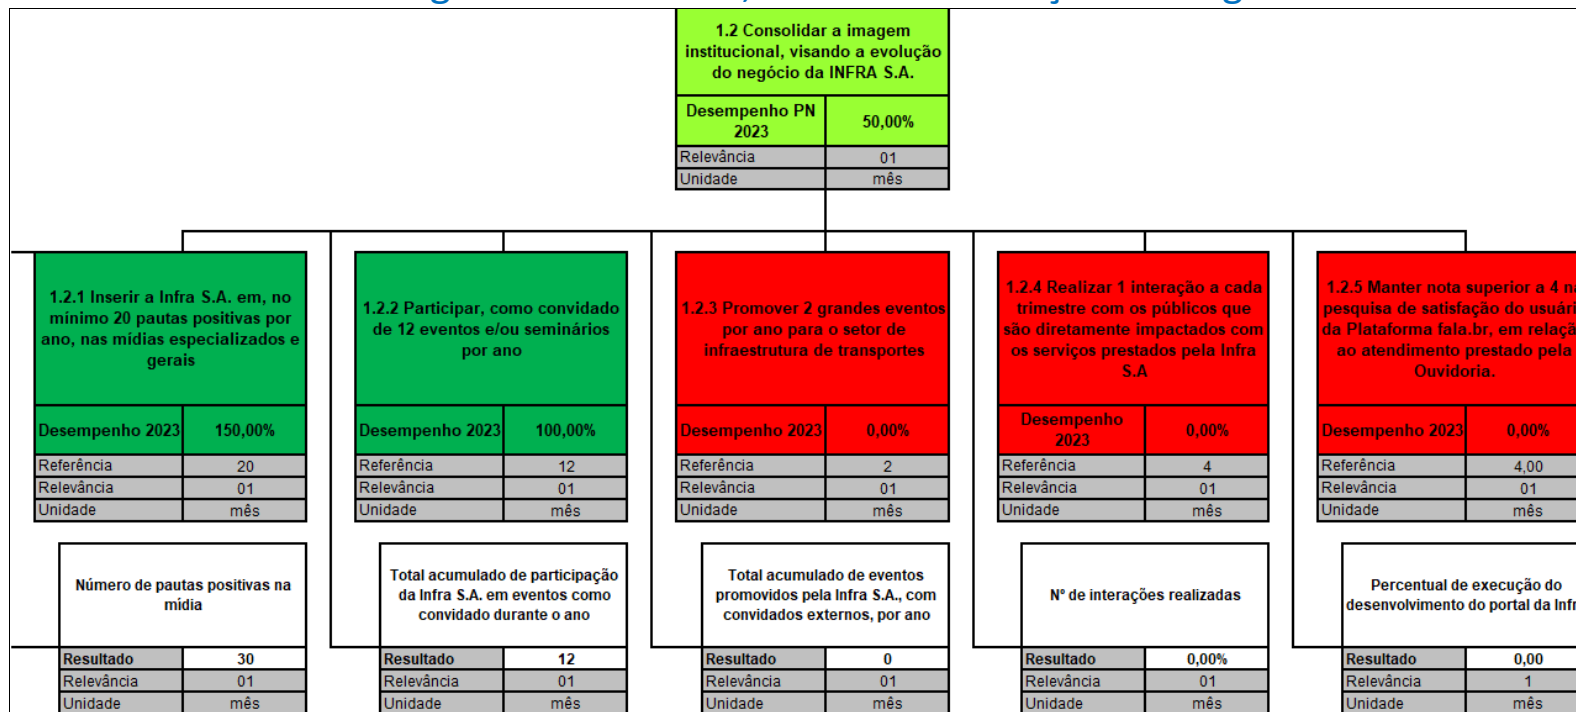 1.2 Consolidar a imagem
institucional, visando a evolução
do negócio da INFRA S.A.
Desempenho PN
2023
50,00%
Relevância 01
Unidade mês
1.2.1 Inserir a Infra S.A. em, no
mínimo 20 pautas positivas por
ano, nas mídias especializados e
gerais
Desempenho 2023 150,00%
Referência 20
Relevância 01
Unidade mês
Número de pautas positivas na
mídia
Resultado 30
Relevância 01
Unidade mês
1.2.2 Participar, como convidado
de 12 eventos e/ou seminários
por ano
Desempenho 2023 100,00%
Referência 12
Relevância 01
Unidade mês
Total acumulado de participação
da Infra S.A. em eventos como
convidado durante o ano
Resultado 12
Relevância 01
Unidade mês
1.2.3 Promover 2 grandes eventos
por ano para o setor de
infraestrutura de transportes
Desempenho 2023 0,00%
Referência 2
Relevância 01
Unidade mês
Total acumulado de eventos
promovidos pela Infra S.A., com
convidados externos, por ano
Resultado 0
Relevância 01
Unidade mês
1.2.4 Realizar 1 interação a cada
trimestre com os públicos que
são diretamente impactados com
os serviços prestados pela Infra
S.A
Desempenho
2023
0,00%
Referência 4
Relevância 01
Unidade mês
Nº de interações realizadas
Resultado 0,00%
Relevância 01
Unidade mês
1.2.5 Manter nota superior a 4
pesquisa de satisfação do
da Plataforma fala.br, em
ao atendimento prestado pela
Ouvidoria.
Desempenho 2023 0,00%
Referência 4,00
Relevância 01
Unidade mês
Percentual de execução do
desenvolvimento do portal da
Resultado 0,00
Relevância 1
Unidade mês